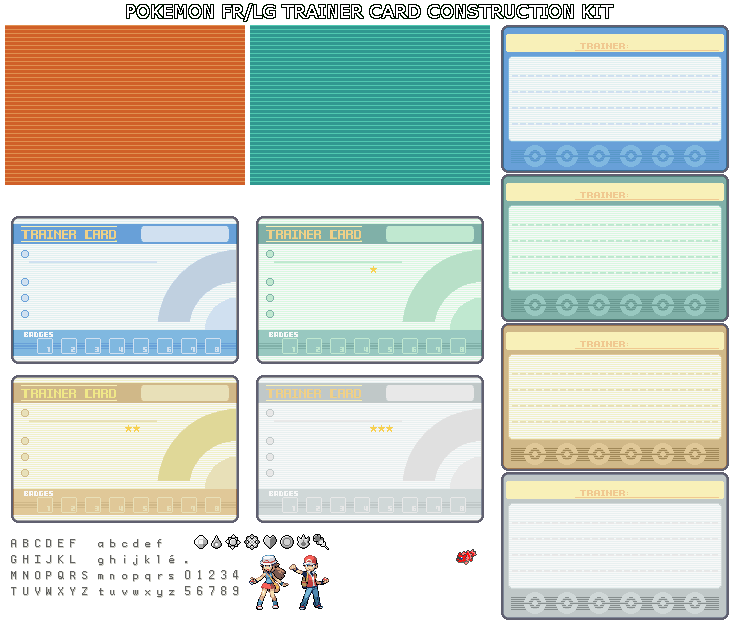 POKEMON FR/LG TRAINER CARD CONSTRUCTION KIT
TRAINER:
TRAINER:
TRAINER:
TRAINER:
TRAINER CARD
BADGES
1 2 3 4 5 6 7 8
TRAINER CARD
BADGES
1 2 3 4 5 6 7 8
TRAINER CARD
BADGES
1 2 3 4 5 6 7 8
TRAINER CARD
BADGES
1 2 3 4 5 6 7 8
A B C D E F a b c d e f
G H I J K L g h i j k l é .
M N O P Q R S m n o p q r s 0 1 2 3 4
T U V W X Y Z t u v w x y z 5 6 7 8 9